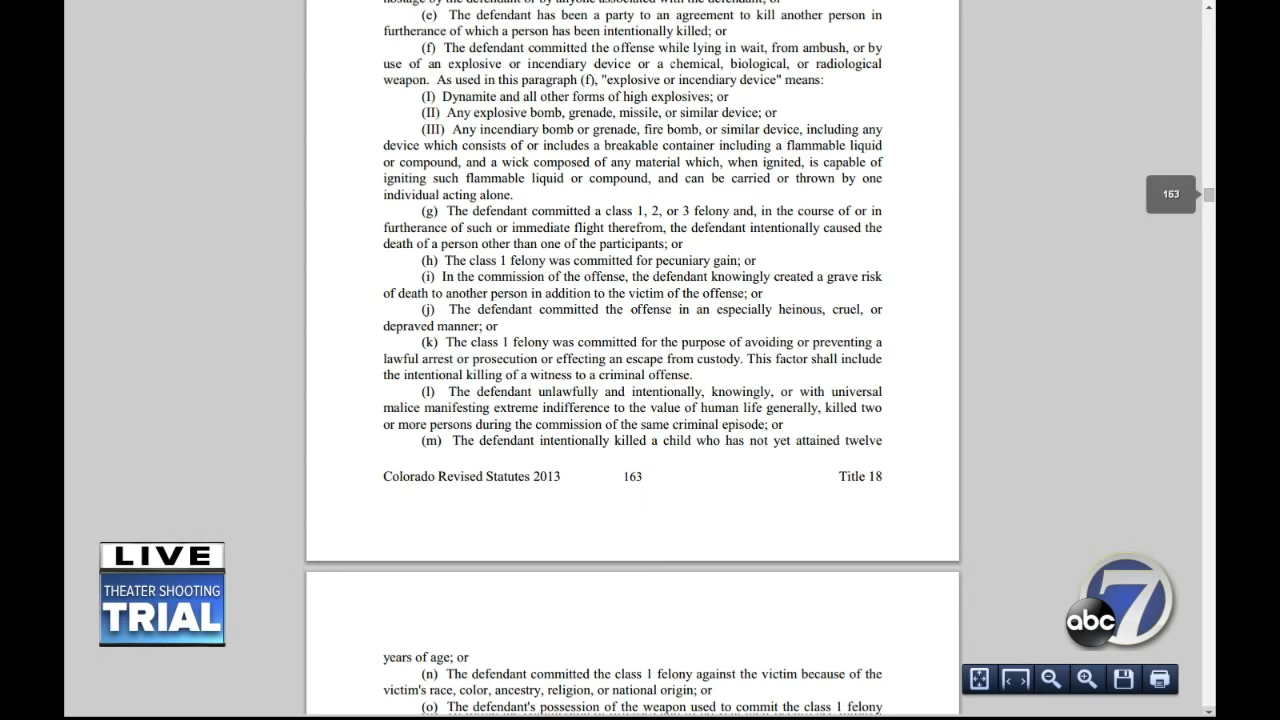 hostage by the defendant or by anyone associated with the defendant; or
(e) The defendant has been a party to an agreement to kill another person in
furtherance of which a person has been intentionally killed; or
(f) The defendant committed the offense while lying in wait, from ambush, or by
use of an explosive or incendiary device or a chemical, biological, or radiological
weapon. As used in this paragraph (f), "explosive or incendiary device" means:
(I) Dynamite and all other forms of high explosives; or
(II) Any explosive bomb, grenade, missile, or similar device; or
(III) Any incendiary bomb or grenade, fire bomb, or similar device, including any
device which consists of or includes a breakable container including a flammable liquid
or compound, and a wick composed of any material which, when ignited, is capable of
igniting such flammable liquid or compound, and can be carried or thrown by one
individual acting alone.
(g) The defendant committed a class 1, 2, or 3 felony and, in the course of or in
furtherance of such or immediate flight therefrom, the defendant intentionally caused the
death of a person other than one of the participants; or
(h) The class 1 felony was committed for pecuniary gain; or
(i) In the commission of the offense, the defendant knowingly created a grave risk
of death to another person in addition to the victim of the offense; or
(j) The defendant committed the offense in an especially heinous, cruel, or
depraved manner; or
(k) The class 1 felony was committed for the purpose of avoiding or preventing a
lawful arrest or prosecution or effecting an escape from custody. This factor shall include
the intentional killing of a witness to a criminal offense.
(l) The defendant unlawfully and intentionally, knowingly, or with universal
malice manifesting extreme indifference to the value of human life generally, killed two
or more persons during the commission of the same criminal episode; or
(m) The defendant intentionally killed a child who has not yet attained twelve
Colorado Revised Statutes 2013 163 Title 18
163
LIVE
THEATER SHOOTING
TRIAL
abc 7
years of age; or
(n) The defendant committed the class 1 felony against the victim because of the
victim's race, color, ancestry, religion, or national origin; or
(o) The defendant's possession of the weapon used to commit the class 1 felony